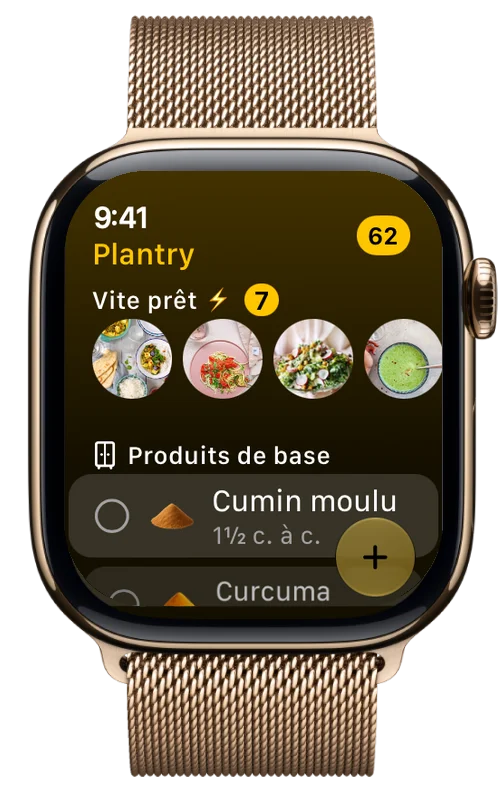 9:41
62
Plantry
Vite prêt ⚡ 7
Produits de base
Cumin moulu
1½ c. à c.
+
Curcuma